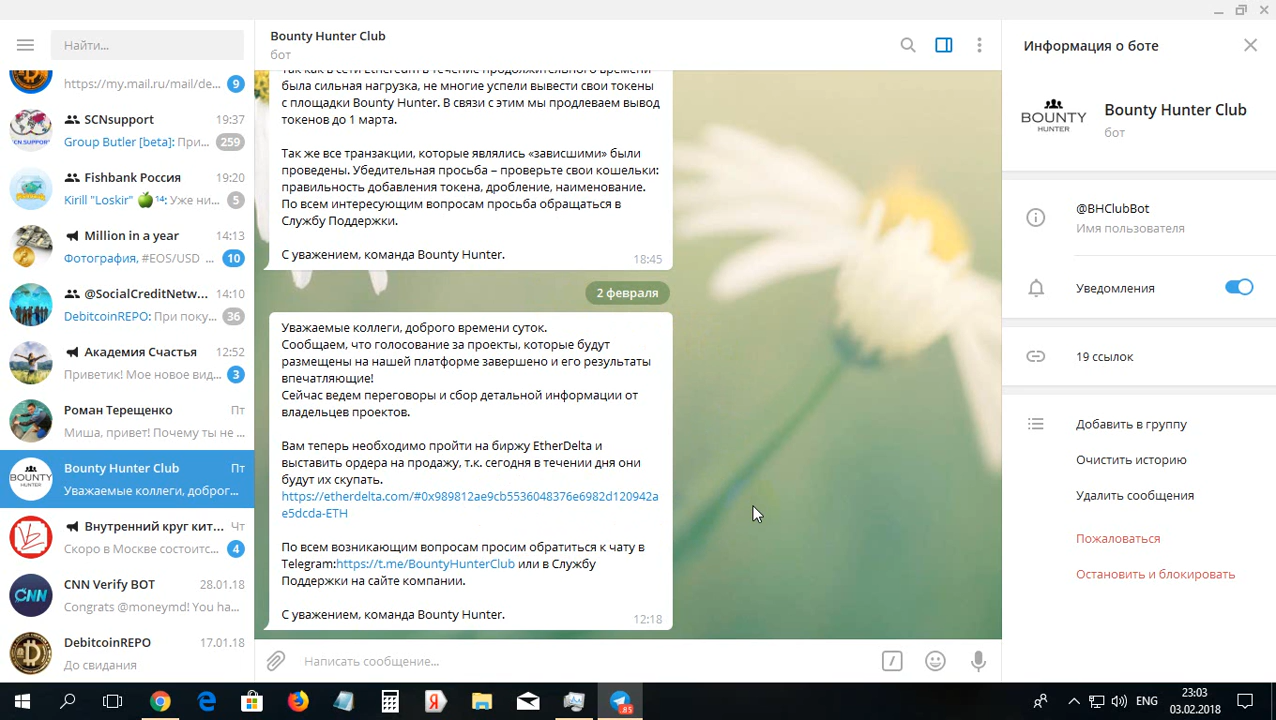 Найти...
https://my.mail.ru/mail/de...
9
SCNsupport
19:37
Group Butler [beta]: При...
259
Fishbank Россия
19:20
Kirill "Loskir" 🍏¹⁴: Уже ни...
5
Million in a year
14:13
Фотография, #EOS/USD ...
10
@SocialCreditNetw...
14:10
DebitcoinREPO: При поку...
36
Академия Счастья
12:52
Приветик! Мое новое вид...
3
Роман Терещенко
Пт
Миша, привет! Почему ты не ...
Bounty Hunter Club
Пт
Уважаемые коллеги, доброг...
Внутренний круг кит...
Чт
Скоро в Москве состоитс...
4
CNN Verify BOT
28.01.18
Congrats @moneymd! You ha...
DebitcoinREPO
17.01.18
До свидания
Bounty Hunter Club
бот
Так как в сети Ethereum в течение продолжительного времени
была сильная нагрузка, не многие успели вывести свои токены
с площадки Bounty Hunter. В связи с этим мы продлеваем вывод
токенов до 1 марта.
Так же все транзакции, которые являлись «зависшими» были
проведены. Убедительная просьба – проверьте свои кошельки:
правильность добавления токена, дробление, наименование.
По всем интересующим вопросам просьба обращаться в
Службу Поддержки.
С уважением, команда Bounty Hunter.
18:45
2 февраля
Уважаемые коллеги, доброго времени суток.
Сообщаем, что голосование за проекты, которые будут
размещены на нашей платформе завершено и его результаты
впечатляющие!
Сейчас ведем переговоры и сбор детальной информации от
владельцев проектов.
Вам теперь необходимо пройти на биржу EtherDelta и
выставить ордера на продажу, т.к. сегодня в течении дня они
будут их скупать.
https://etherdelta.com/#0x989812ae9cb5536048376e6982d120942a
e5dcda-ETH
По всем возникающим вопросам просим обратиться к чату в
Telegram:https://t.me/BountyHunterClub или в Службу
Поддержки на сайте компании.
С уважением, команда Bounty Hunter.
12:18
Написать сообщение...
Информация о боте
BOUNTY
HUNTER
Bounty Hunter Club
бот
@BHClubBot
Имя пользователя
Уведомления
19 ссылок
Добавить в группу
Очистить историю
Удалить сообщения
Пожаловаться
Остановить и блокировать
ENG
23:03
03.02.2018